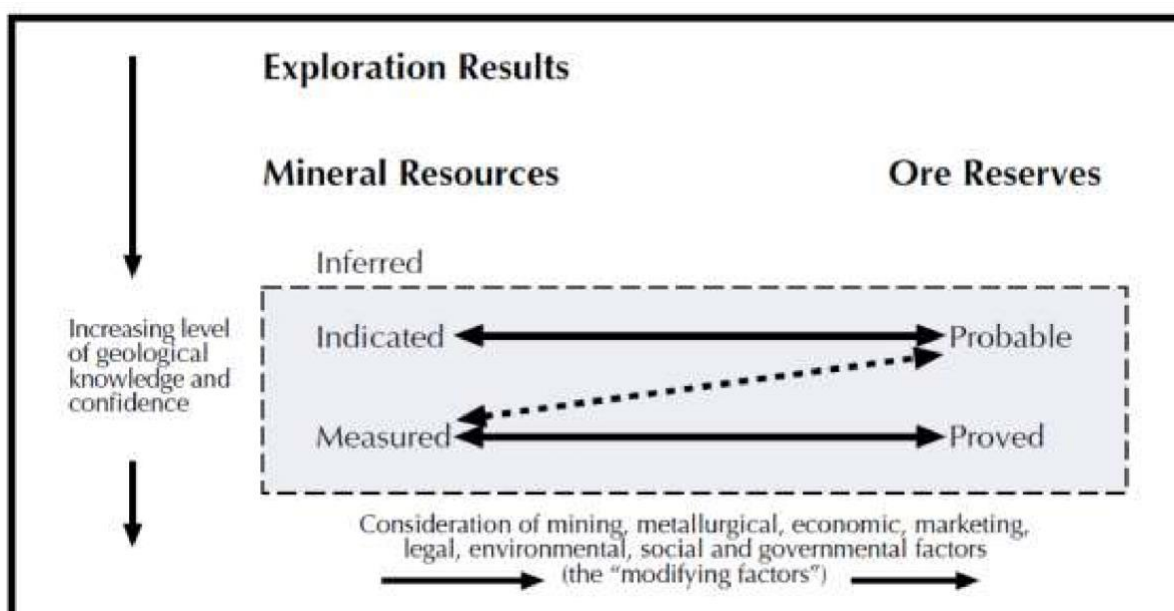 Exploration Results
Mineral Resources
Ore Reserves
Inferred
Increasing level
of geological
knowledge and
confidence
Indicated
Probable
Measured
Proved
Consideration of mining, metallurgical, economic, marketing,
legal, environmental, social and governmental factors
(the "modifying factors")